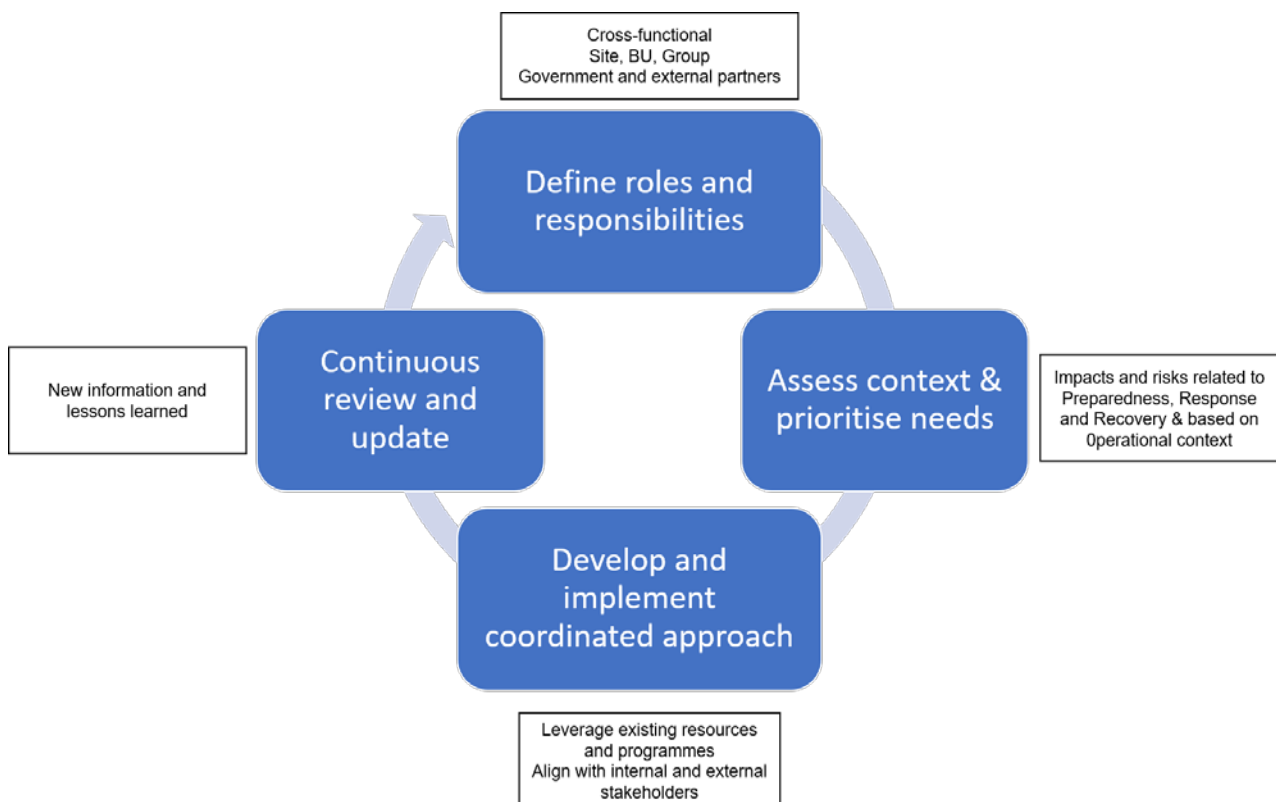 Cross-functional
Site, BU, Group
Government and external partners
Define roles and
responsibilities
Continuous
review and
update
New information and
lessons learned
Assess context &
prioritise needs
Impacts and risks related to
Preparedness, Response
and Recovery & based on
0perational context
Develop and
implement
coordinated approach
Leverage existing resources
and programmes
Align with internal and external
stakeholders